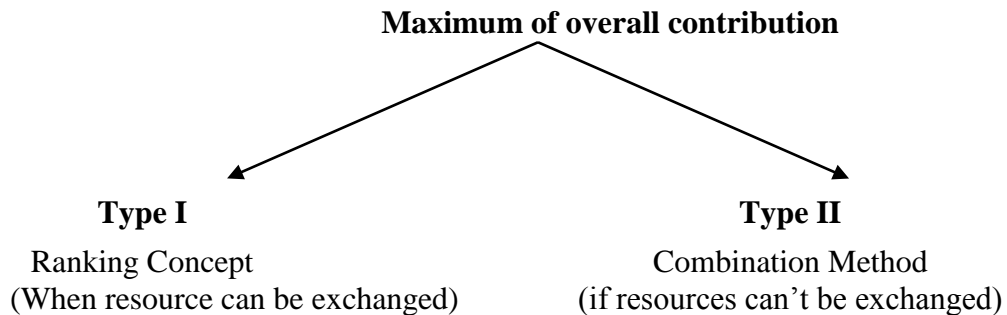 Maximum of overall contribution
Type I
Type II
Ranking Concept
Combination Method
(When resource can be exchanged)
(if resources can’t be exchanged)